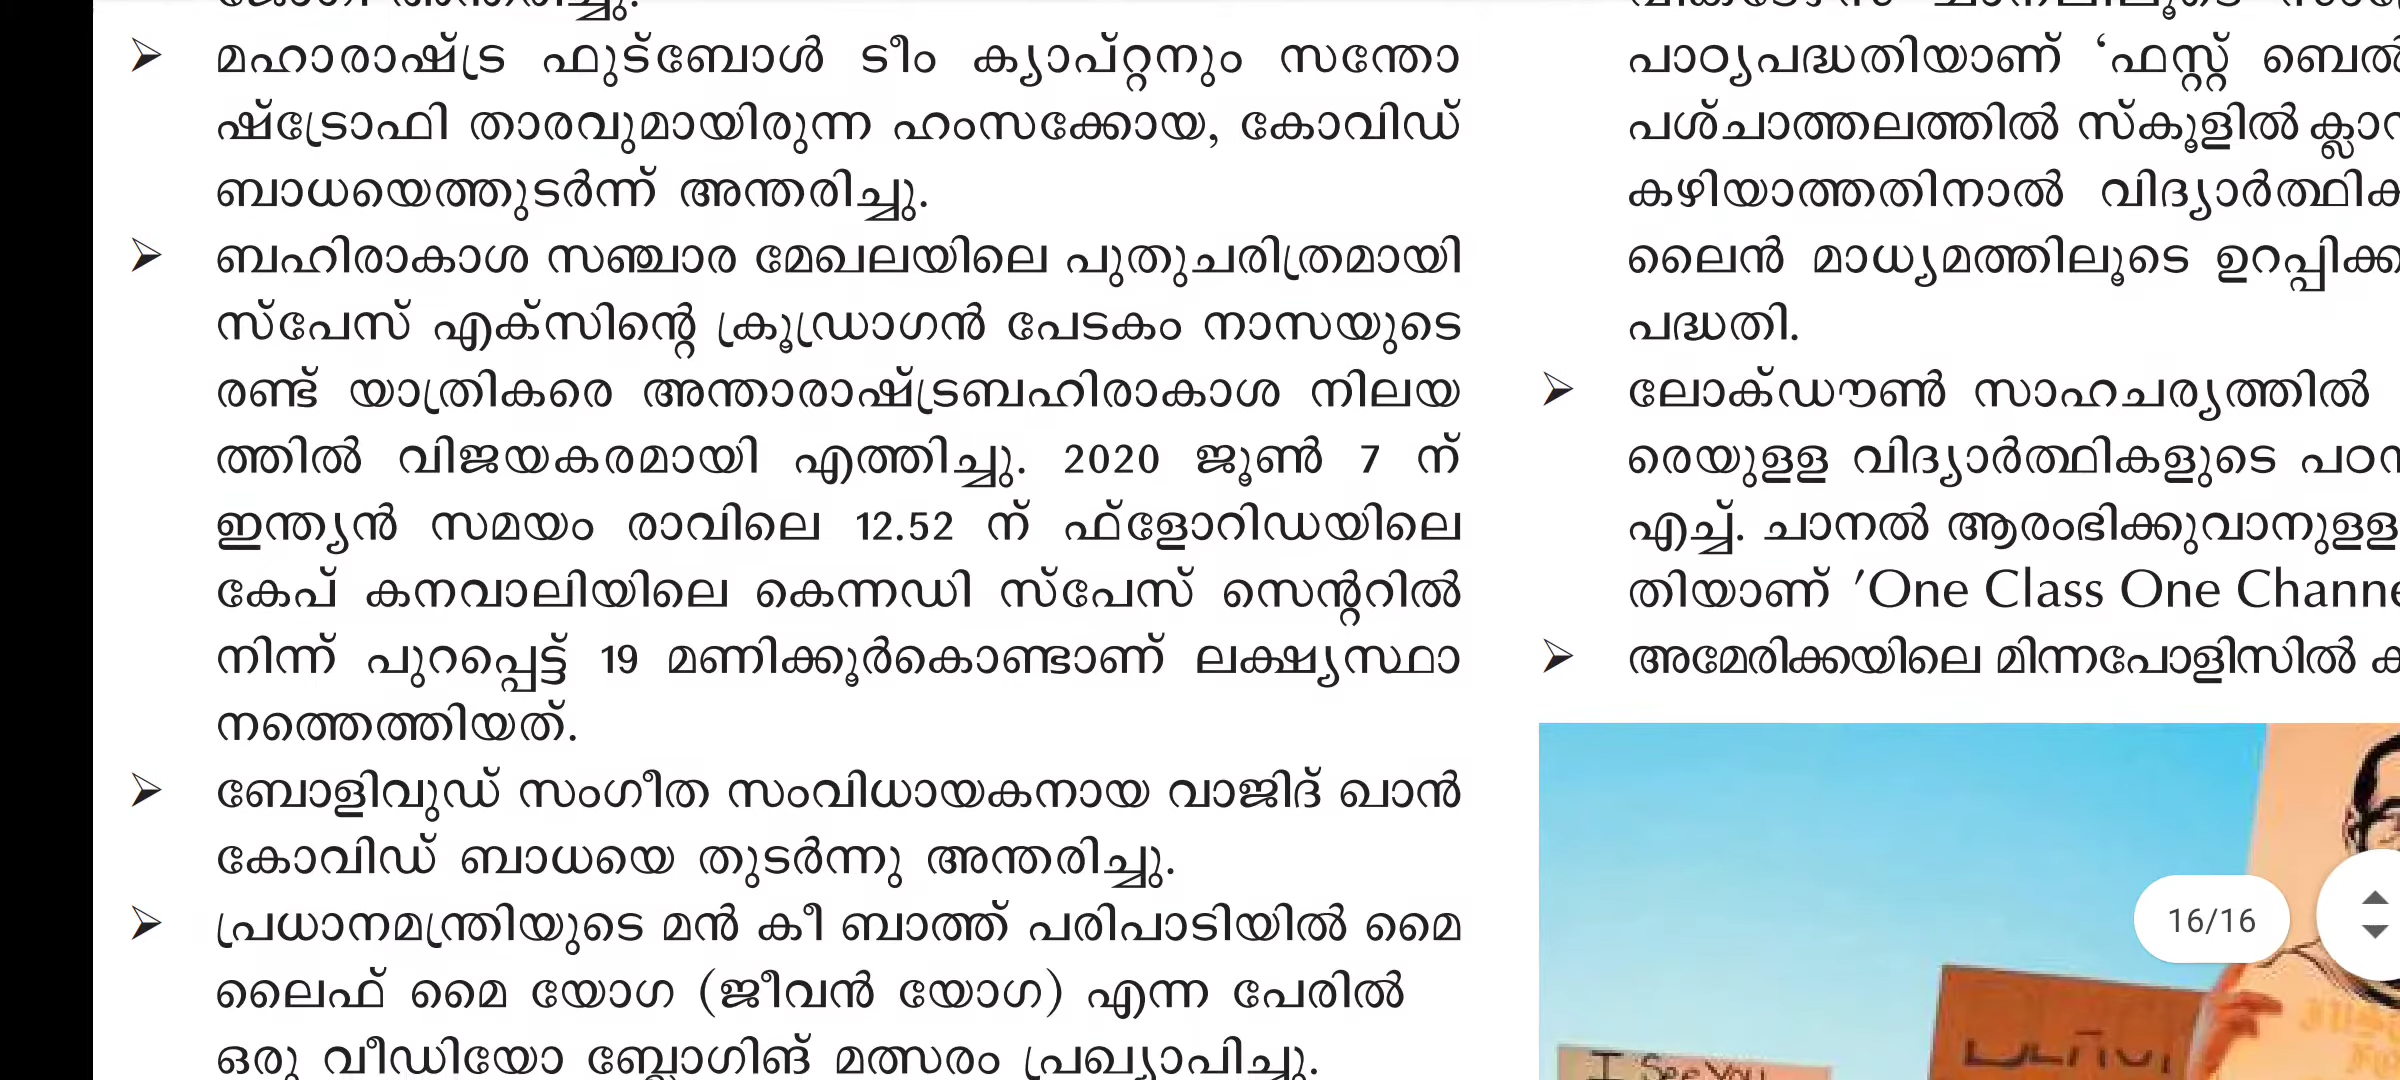 മഹാരാഷ്ട്ര ഫുട്ബോൾ ടീം ക്യാപ്റ്റനും സന്തോ
ഷ്ട്രോഫി താരവുമായിരുന്ന ഹംസക്കോയ, കോവിഡ്
ബാധയെത്തുടർന്ന് അന്തരിച്ചു.
ബഹിരാകാശ സഞ്ചാര മേഖലയിലെ പുതുചരിത്രമായി
സ്പേസ് എക്സിന്റെ ക്രൂഡ്രാഗൻ പേടകം നാസയുടെ
രണ്ട് യാത്രികരെ അന്താരാഷ്ട്രബഹിരാകാശ നിലയ
ത്തിൽ വിജയകരമായി എത്തിച്ചു. 2020 ജൂൺ 7 ന്
ഇന്ത്യൻ സമയം രാവിലെ 12.52 ന് ഫ്ളോറിഡയിലെ
കേപ് കനവാലിയിലെ കെന്നഡി സ്പേസ് സെന്ററിൽ
നിന്ന് പുറപ്പെട്ട് 19 മണിക്കൂർകൊണ്ടാണ് ലക്ഷ്യസ്ഥാ
നത്തെത്തിയത്.
ബോളിവുഡ് സംഗീത സംവിധായകനായ വാജിദ് ഖാൻ
കോവിഡ് ബാധയെ തുടർന്നു അന്തരിച്ചു.
പ്രധാനമന്ത്രിയുടെ മൻ കീ ബാത്ത് പരിപാടിയിൽ മൈ
ലൈഫ് മൈ യോഗ (ജീവൻ യോഗ) എന്ന പേരിൽ
ഒരു വീഡിയോ ബ്ലോഗിങ് മത്സരം പ്രഖ്യാപിച്ചു.
പാഠ്യപദ്ധതിയാണ് ‘ഫസ്റ്റ് ബെൽ
പശ്ചാത്തലത്തിൽ സ്കൂളിൽ
കഴിയാത്തതിനാൽ
ലൈൻ മാധ്യമത്തിലൂടെ
പദ്ധതി.
ലോക്ഡൗൺ സാഹചര്യത്തിൽ
രെയുള്ള വിദ്യാർത്ഥികളുടെ
എച്ച്. ചാനൽ ആരംഭിക്കുവാനുള്ള
തിയാണ് ’One Class One
അമേരിക്കയിലെ മിന്നപോളിസിൽ
16/16
I See You